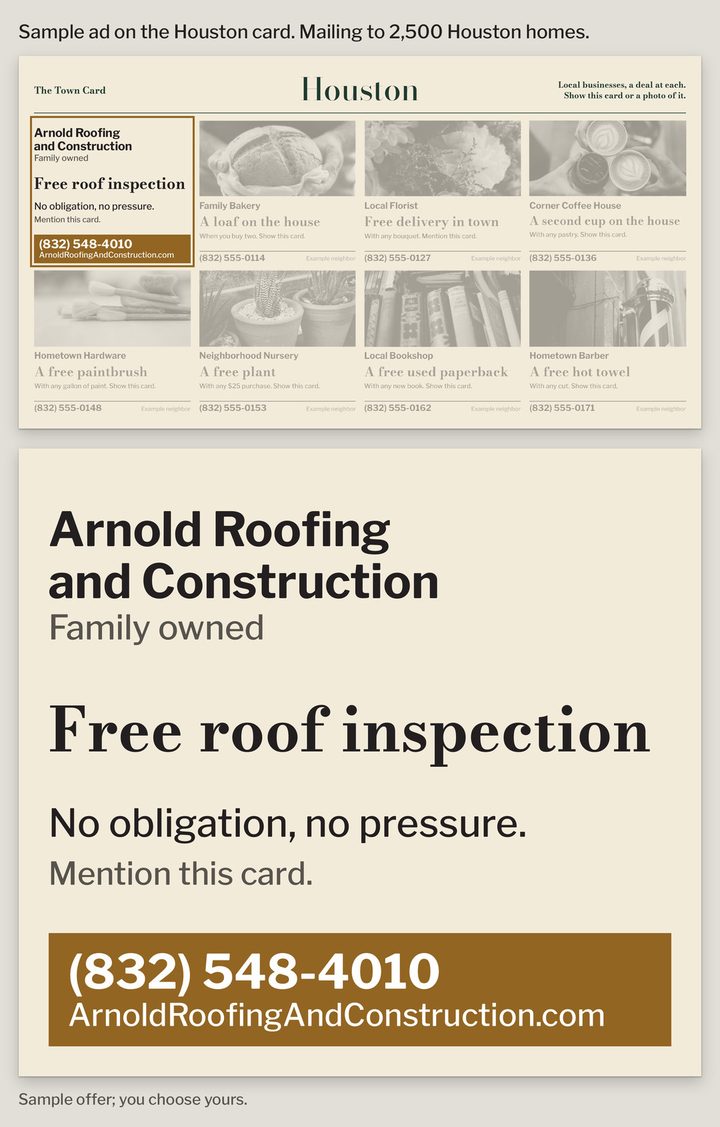 Sample ad on the Houston card. Mailing to 2,500 Houston homes.
The Town Card
Houston
Local businesses, a deal at each.
Show this card or a photo of it.
Arnold Roofing
and Construction
Family owned
Free roof inspection
No obligation, no pressure.
Mention this card.
(832) 548-4010
ArnoldRoofingAndConstruction.com
Family Bakery
A loaf on the house
When you buy two. Show this card.
(832) 555-0114
Example neighbor
Local Florist
Free delivery in town
With any bouquet. Mention this card.
(832) 555-0127
Example neighbor
Corner Coffee House
A second cup on the house
With any pastry. Show this card.
(832) 555-0136
Example neighbor
Hometown Hardware
A free paintbrush
With any gallon of paint. Show this card.
(832) 555-0148
Example neighbor
Neighborhood Nursery
A free plant
With any $25 purchase. Show this card.
(832) 555-0153
Example neighbor
Local Bookshop
A free used paperback
With any new book. Show this card.
(832) 555-0162
Example neighbor
Hometown Barber
A free hot towel
With any cut. Show this card.
(832) 555-0171
Example neighbor
Arnold Roofing
and Construction
Family owned
Free roof inspection
No obligation, no pressure.
Mention this card.
(832) 548-4010
ArnoldRoofingAndConstruction.com
Sample offer; you choose yours.